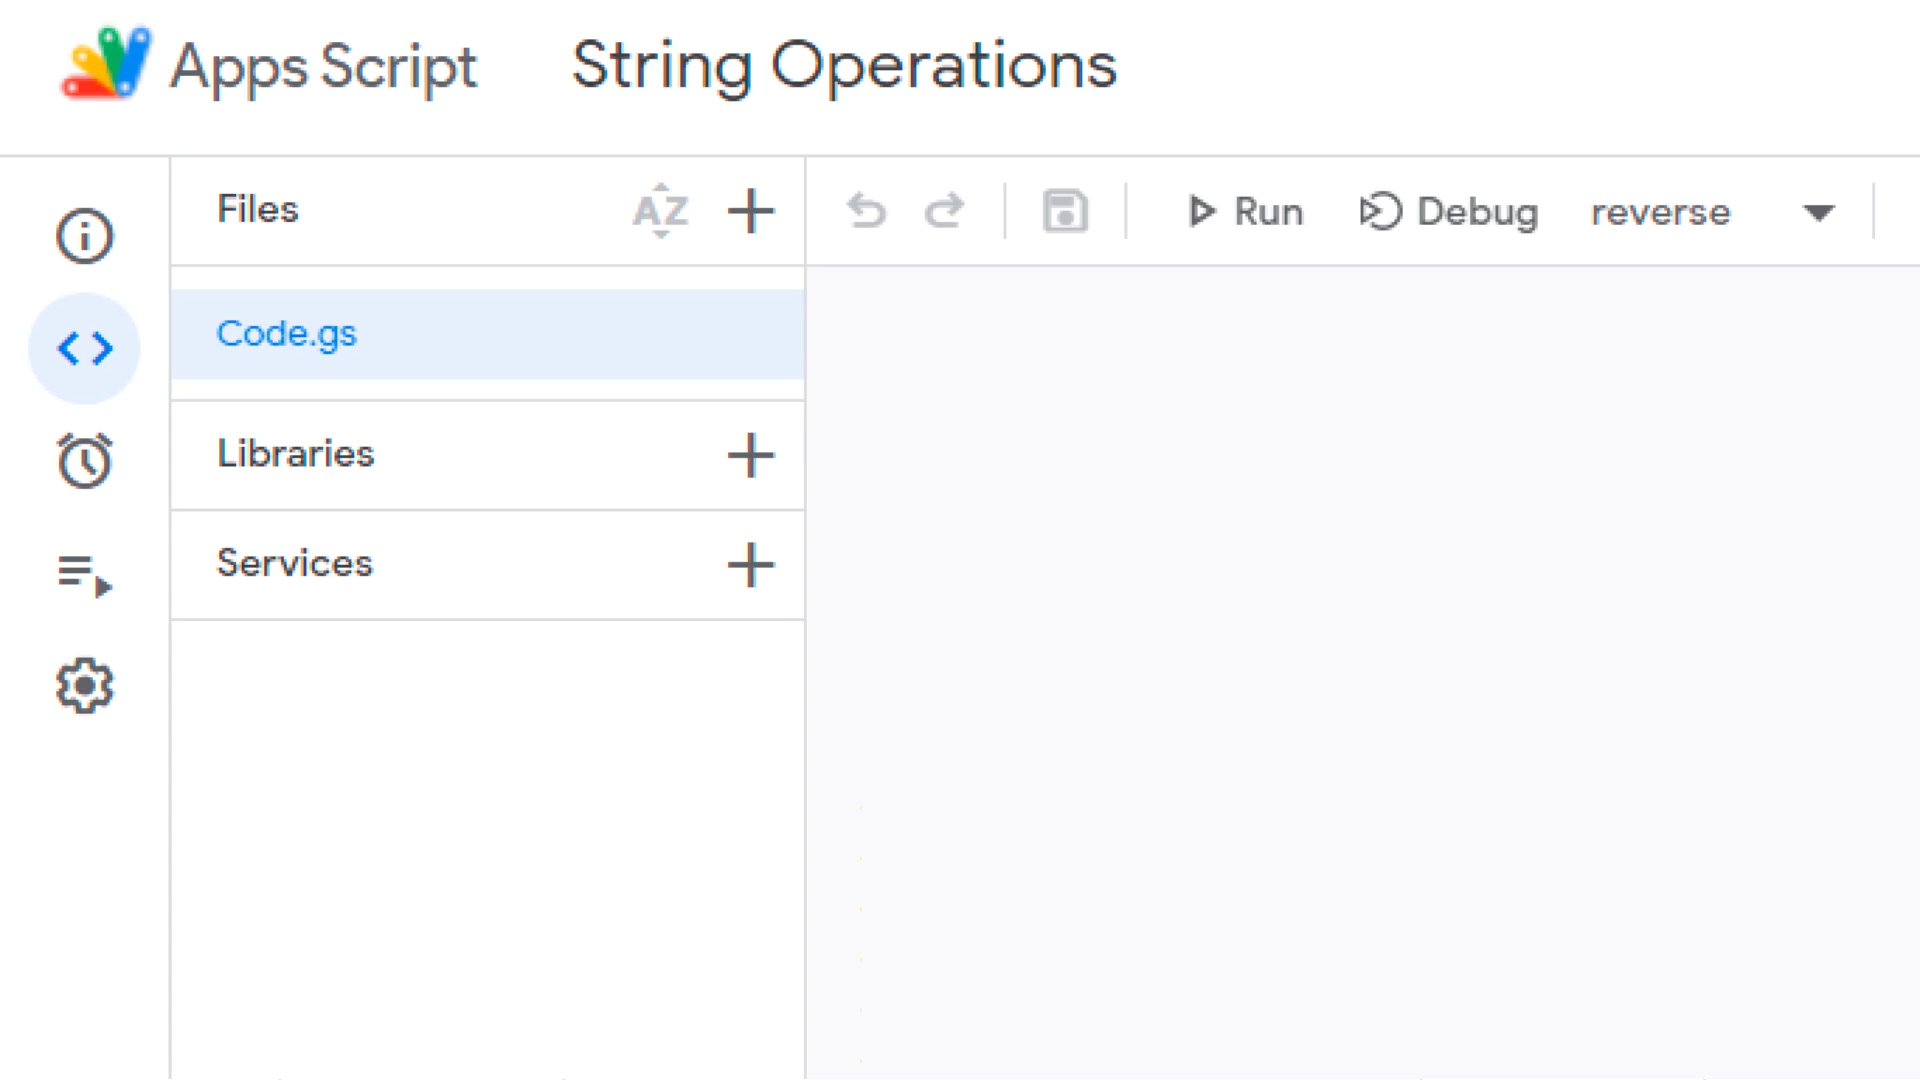 Apps Script
String Operations
Files
AZ
Run
Debug
reverse
Code.gs
Libraries
Services